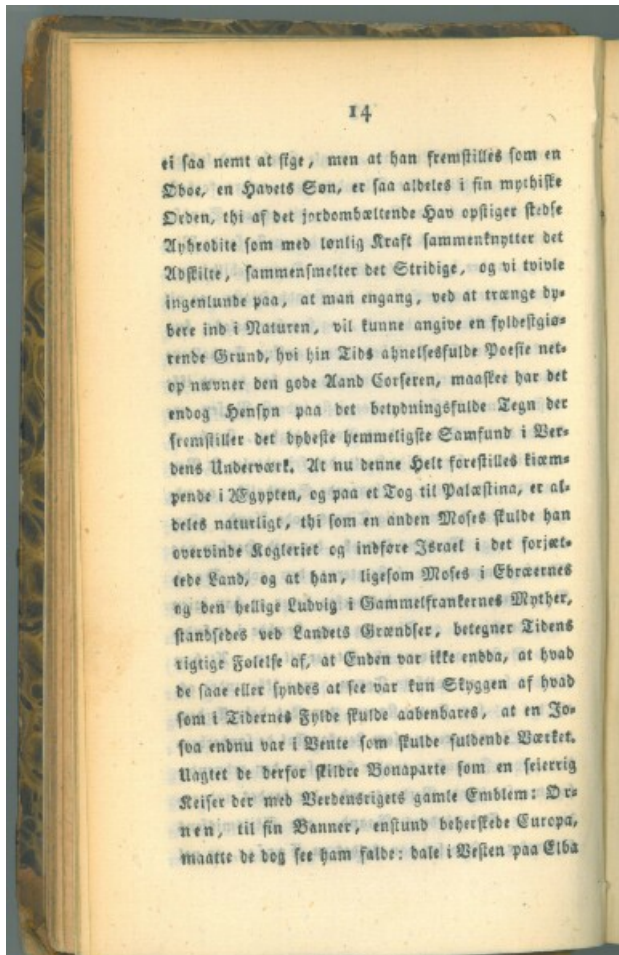 14
ei saa nemt at sige, men at han fremstilles som en
Oboe, en Havets Søn, er saa aldeles i sin mythiske
Orden, thi af det jordombæltende Hav opstiger stedse
Aphrodite som med lønlig Kraft sammenknytter det
Adskilte, sammensmelter det Stridige, og vi tvivle
ingenlunde paa, at man engang, ved at trænge dy-
bere ind i Naturen, vil kunne angive en fyldestgiø-
rende Grund, hvi hin Tids ahnelsesfulde Poesie net-
op nævner den gode Aand Corseren, maaskee har det
endog Hensyn paa det betydningsfulde Tegn der
fremstiller det dybeste hemmeligste Samfund i Ver-
dens Underværk. At nu denne Helt forestilles kiæm-
pende i Ægypten, og paa et Tog til Palæstina, er al-
deles naturligt, thi som en anden Moses skulde han
overvinde Kogleriet og indføre Israel i det forjæt-
tede Land, og at han, ligesom Moses i Ebræernes
og den hellige Ludvig i Gammelfrankernes Myther,
standsedes ved Landets Grændser, betegner Tidens
rigtige Følelse af, at Enden var ikke endda, at hvad
de saae eller syndes at see var kun Skyggen af hvad
som i Tidernes Fylde skulde aabenbares, at en Jo-
sva endnu var i Vente som skulde fuldende Værket.
Uagtet de derfor skildre Bonaparte som en seierrig
Keiser der med Verdensrigets gamle Emblem: Ør-
nen, til sin Banner, enstund beherskede Europa,
maatte de dog see ham falde: dale i Vesten paa Elba